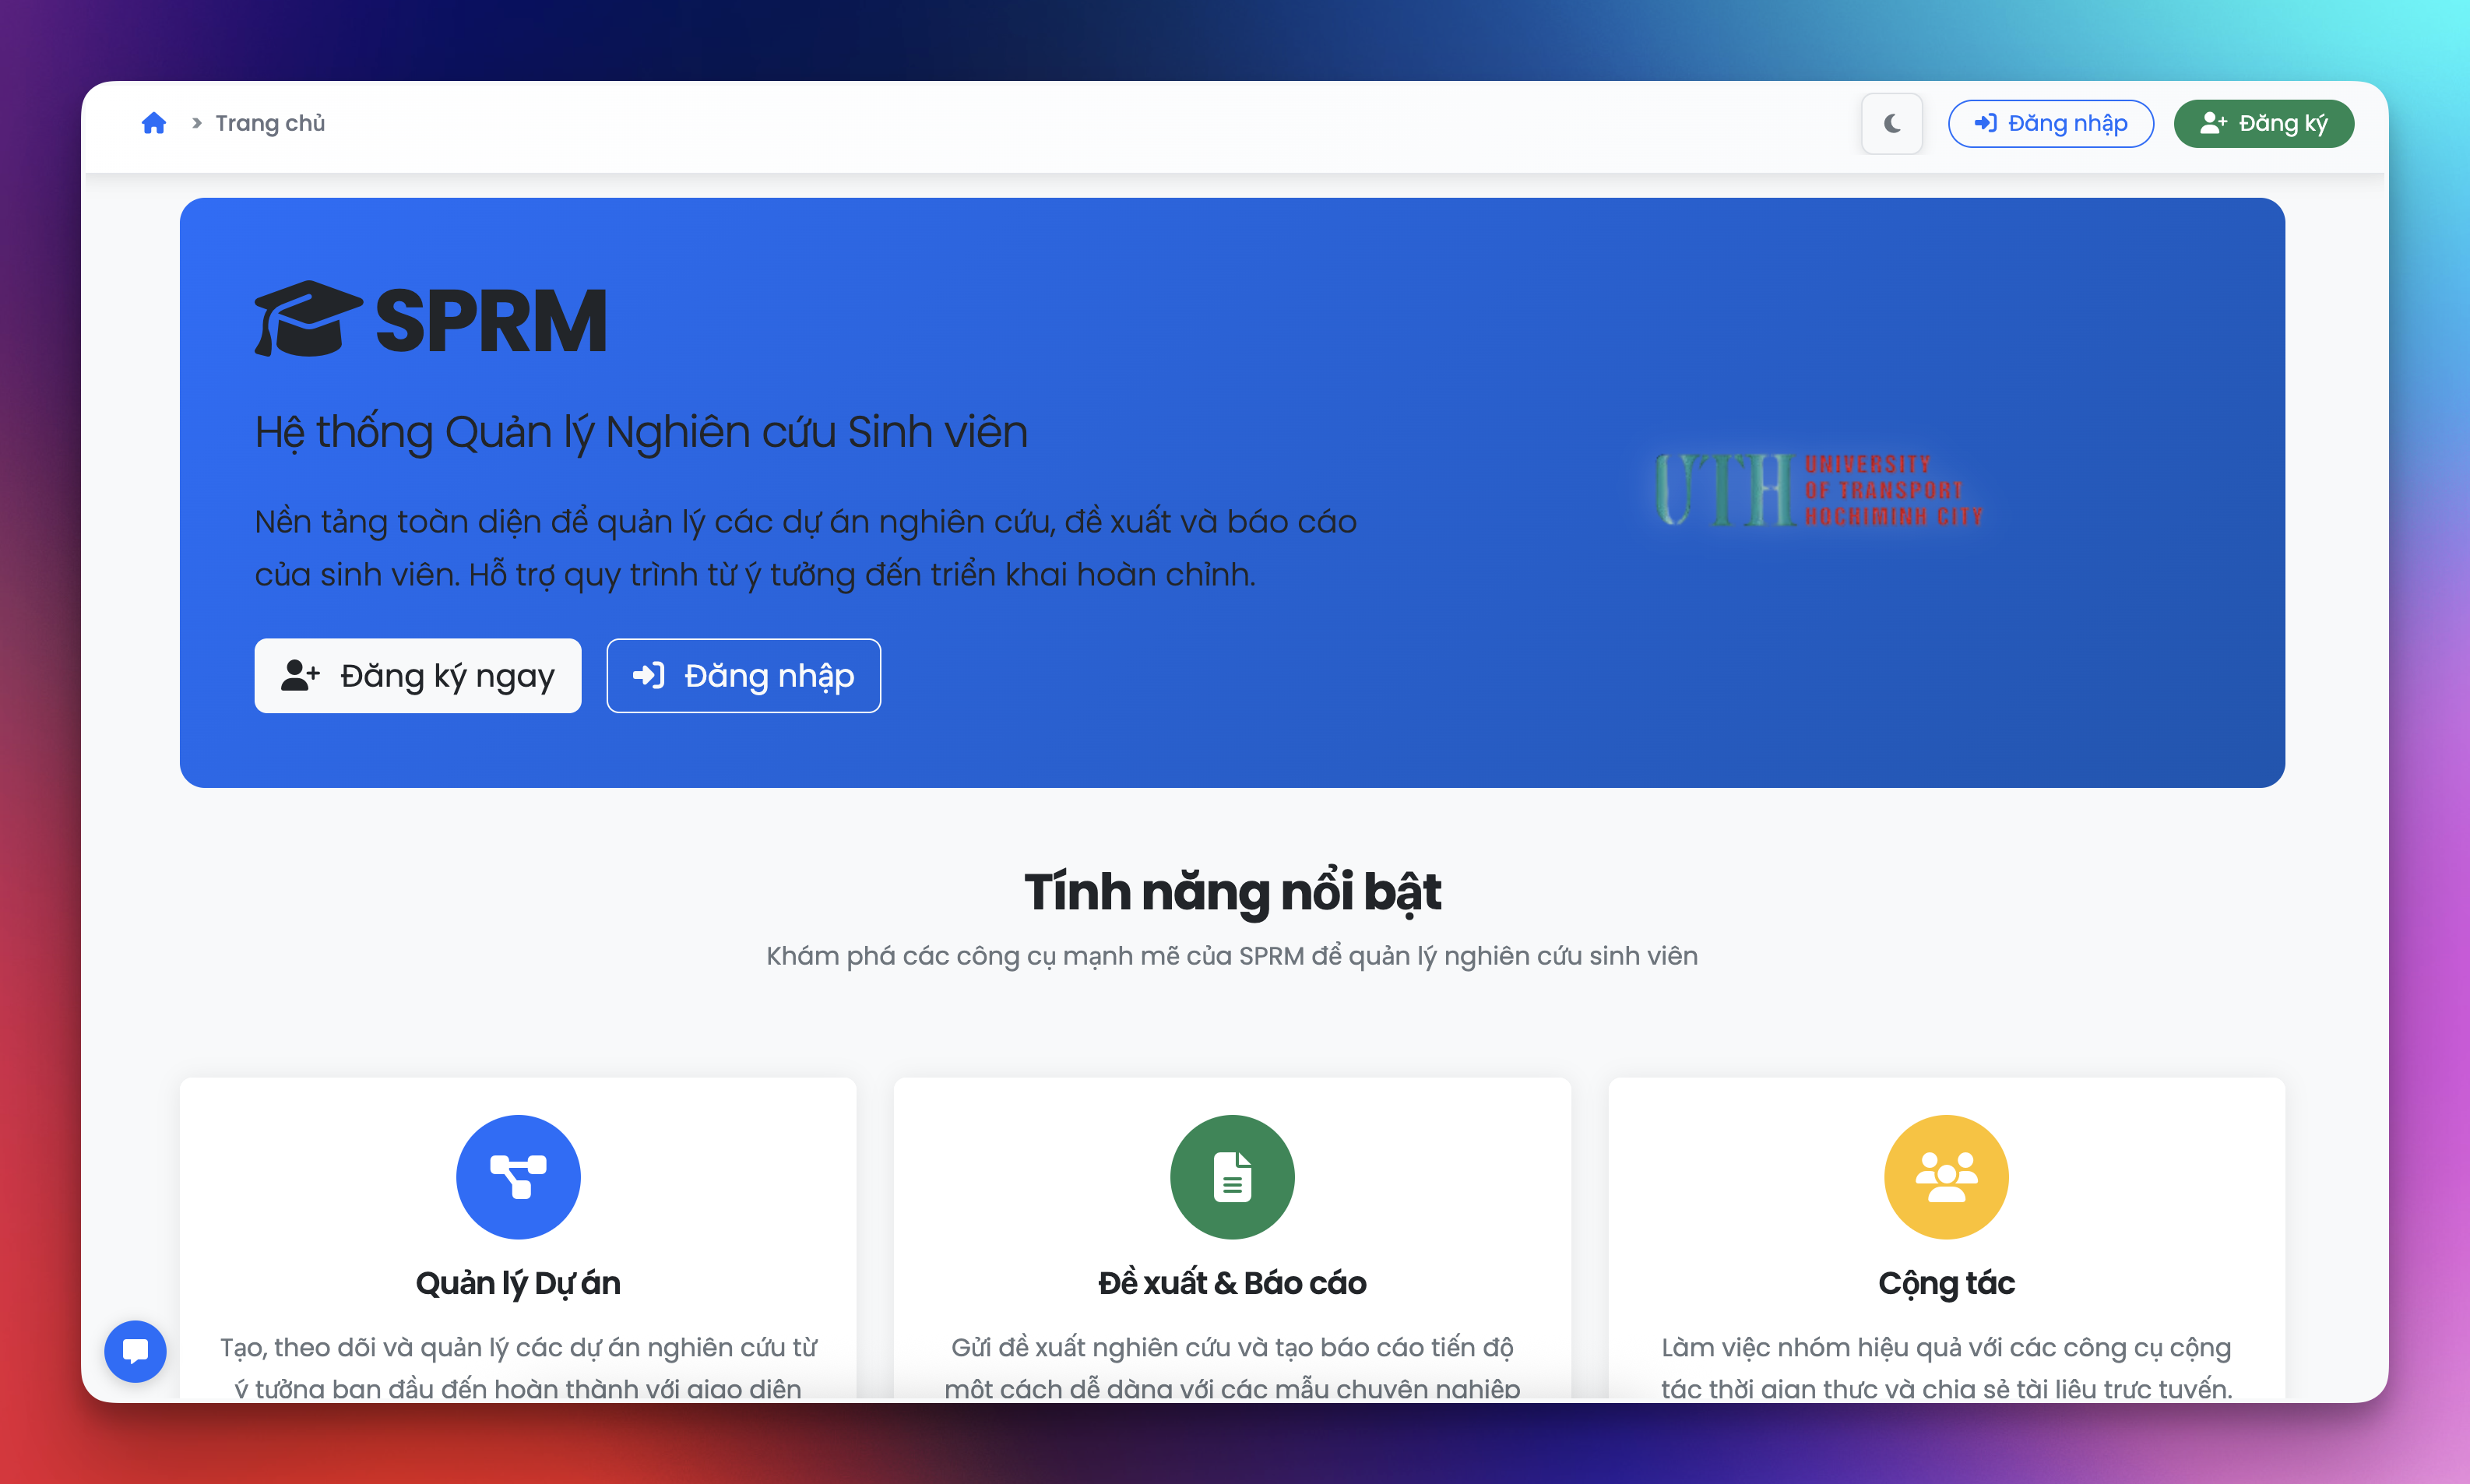 Trang chủ
Đăng nhập
Đăng ký
SPRM
Hệ thống Quản lý Nghiên cứu Sinh viên
Nền tảng toàn diện để quản lý các dự án nghiên cứu, đề xuất và báo cáo
của sinh viên. Hỗ trợ quy trình từ ý tưởng đến triển khai hoàn chỉnh.
Đăng ký ngay
Đăng nhập
UTH
UNIVERSITY
OF TRANSPORT
HOCHIMINH CITY
Tính năng nổi bật
Khám phá các công cụ mạnh mẽ của SPRM để quản lý nghiên cứu sinh viên
Quản lý Dự án
Tạo, theo dõi và quản lý các dự án nghiên cứu từ
ý tưởng ban đầu đến hoàn thành với giao diện
Đề xuất & Báo cáo
Gửi đề xuất nghiên cứu và tạo báo cáo tiến độ
một cách dễ dàng với các mẫu chuyên nghiệp
Cộng tác
Làm việc nhóm hiệu quả với các công cụ cộng
tác thời gian thực và chia sẻ tài liệu trực tuyến.